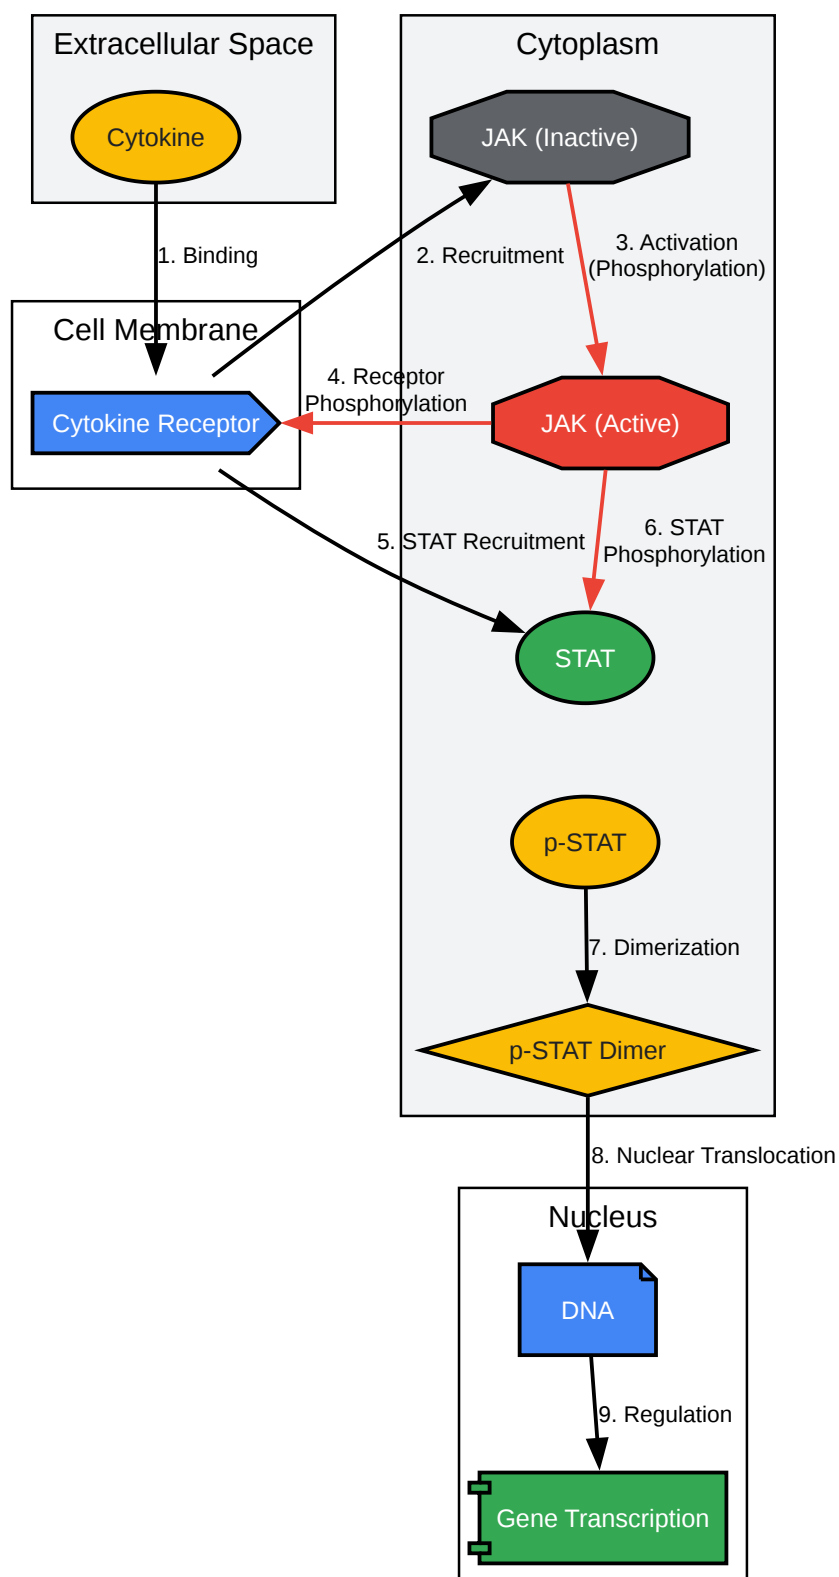 Extracellular Space
Cytoplasm
Cytokine
JAK (Inactive)
1. Binding
2. Recruitment
3. Activation
(Phosphorylation)
Cell Membrane
4. Receptor
Phosphorylation
Cytokine Receptor
JAK (Active)
5. STAT Recruitment
6. STAT
Phosphorylation
STAT
p-STAT
7. Dimerization
p-STAT Dimer
8. Nuclear Translocation
Nucleus
DNA
9. Regulation
Gene Transcription